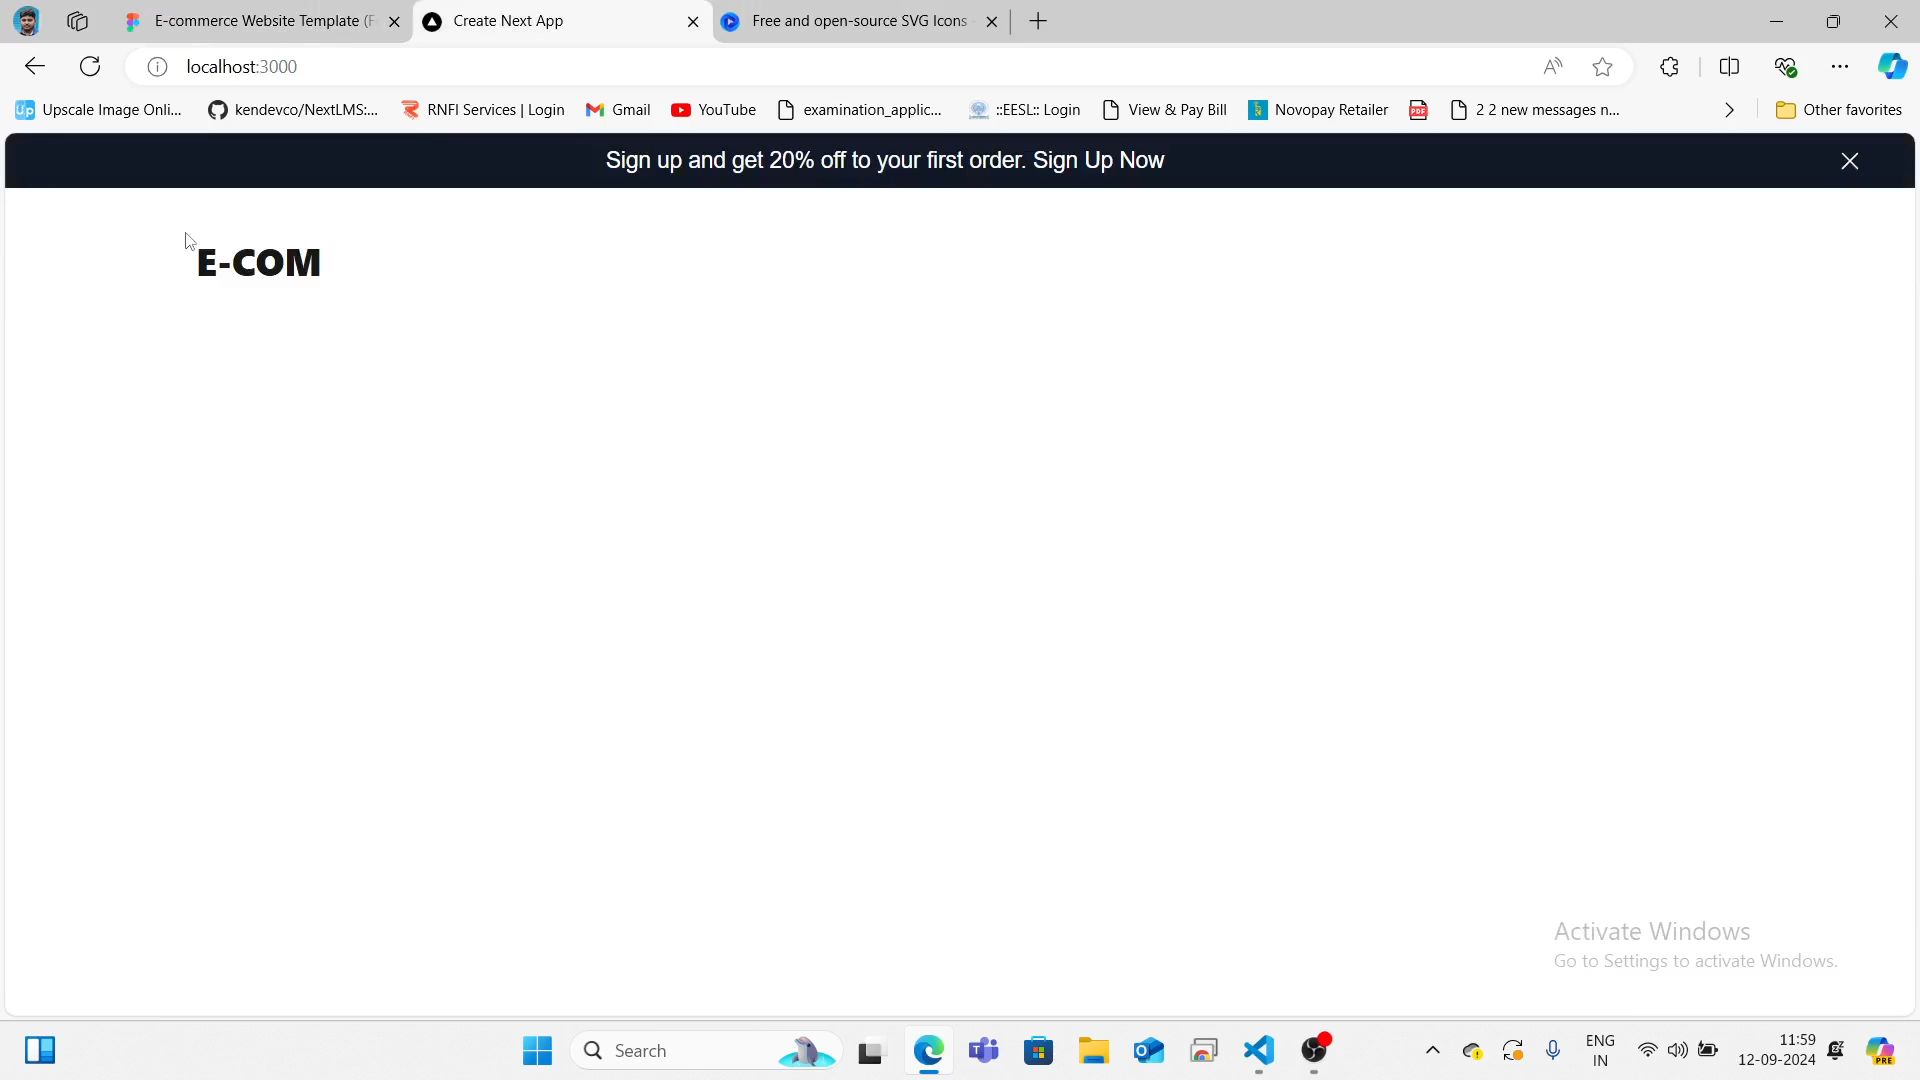 E-commerce Website Template (F
Create Next App
Free and open-source SVG Icons
localhost:3000
Upscale Image Onli...
kendevco/NextLMS:...
RNFI Services | Login
Gmail
YouTube
examination_applic...
::EESL:: Login
View & Pay Bill
Novopay Retailer
PDF
2 2 new messages n...
Other favorites
Sign up and get 20% off to your first order. Sign Up Now
E-COM
Activate Windows
Go to Settings to activate Windows.
Search
ENG
IN
11:59
12-09-2024
PRE